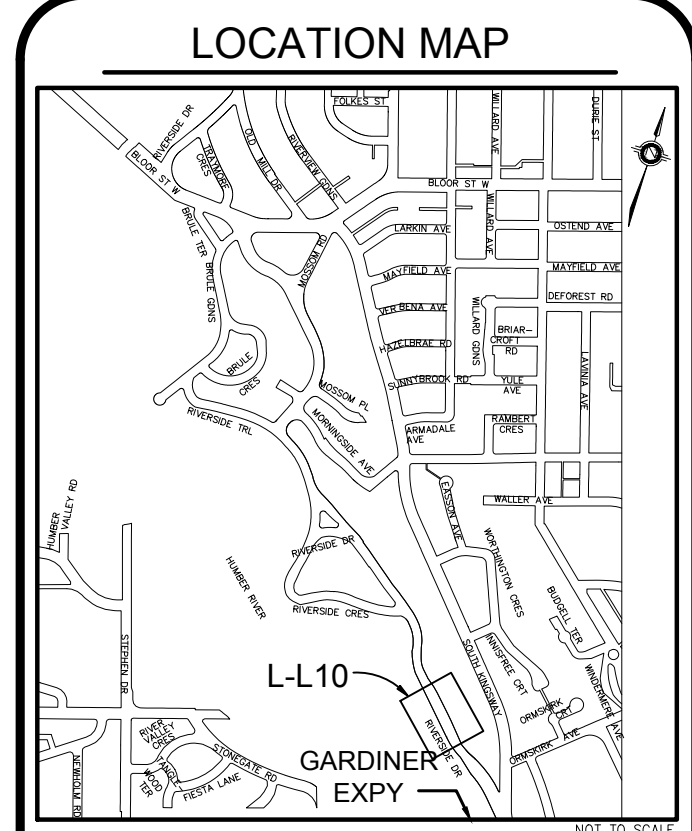 LOCATION MAP
FOLKES ST
WILLARD AVE
DURIE ST
RIVERSIDE DR
TRAYMORE
CRES
OLD MILL DR
RIVERVIEW GDNS
BLOOR ST W
BLOOR ST W
BRULE TER
BRULE GDNS
MOSSOM RD
LARKIN AVE
WILLARD AVE
OSTEND AVE
MAYFIELD AVE
MAYFIELD AVE
DEFOREST RD
VERBENA AVE
WILLARD GDNS
BRIAR-
CROFT
RD
HAZELBRAE RD
LAVINIA AVE
BRULE
CRES
SUNNYBROOK RD
YULE
AVE
MOSSOM PL
RIVERSIDE TRL
MORNINGSIDE AVE
ARMADALE
AVE
RAMBERT
CRES
HUMBER
VALLEY RD
EASSON AVE
WALLER AVE
RIVERSIDE DR
HUMBER RIVER
WORTHINGTON CRES
RIVERSIDE CRES
BUDGELL TER
STEPHEN DR
INNISFREE CRT
SOUTH KINGSWAY
WINDERMERE AVE
L-L10
ORMSKIRK
CRT
RIVER
VALLEY
CRES
RIVERSIDE DR
STONEGATE RD
ORMSKIRK AVE
NEWHOLM RD
TANGLE
WOOD
TER
FIESTA LANE
GARDINER
EXPY
NOT TO SCALE